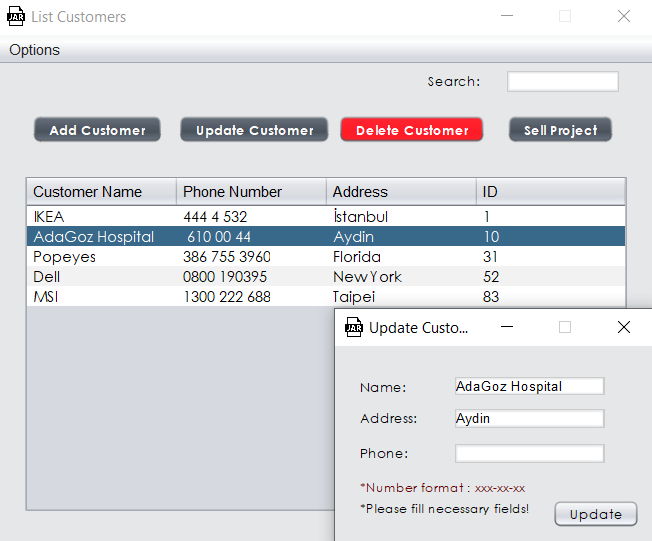 JAR List Customers
Options
Search:
Add Customer Update Customer Delete Customer Sell Project
Customer Name Phone Number Address ID
IKEA 444 4 532 İstanbul 1
AdaGoz Hospital 610 00 44 Aydin 10
Popeyes 386 755 3960 Florida 31
Dell 0800 190395 New York 52
MSI 1300 222 688 Taipei 83
JAR Update Custo...
Name: AdaGoz Hospital
Address: Aydin
Phone:
*Number format : xxx-xx-xx
*Please fill necessary fields!
Update